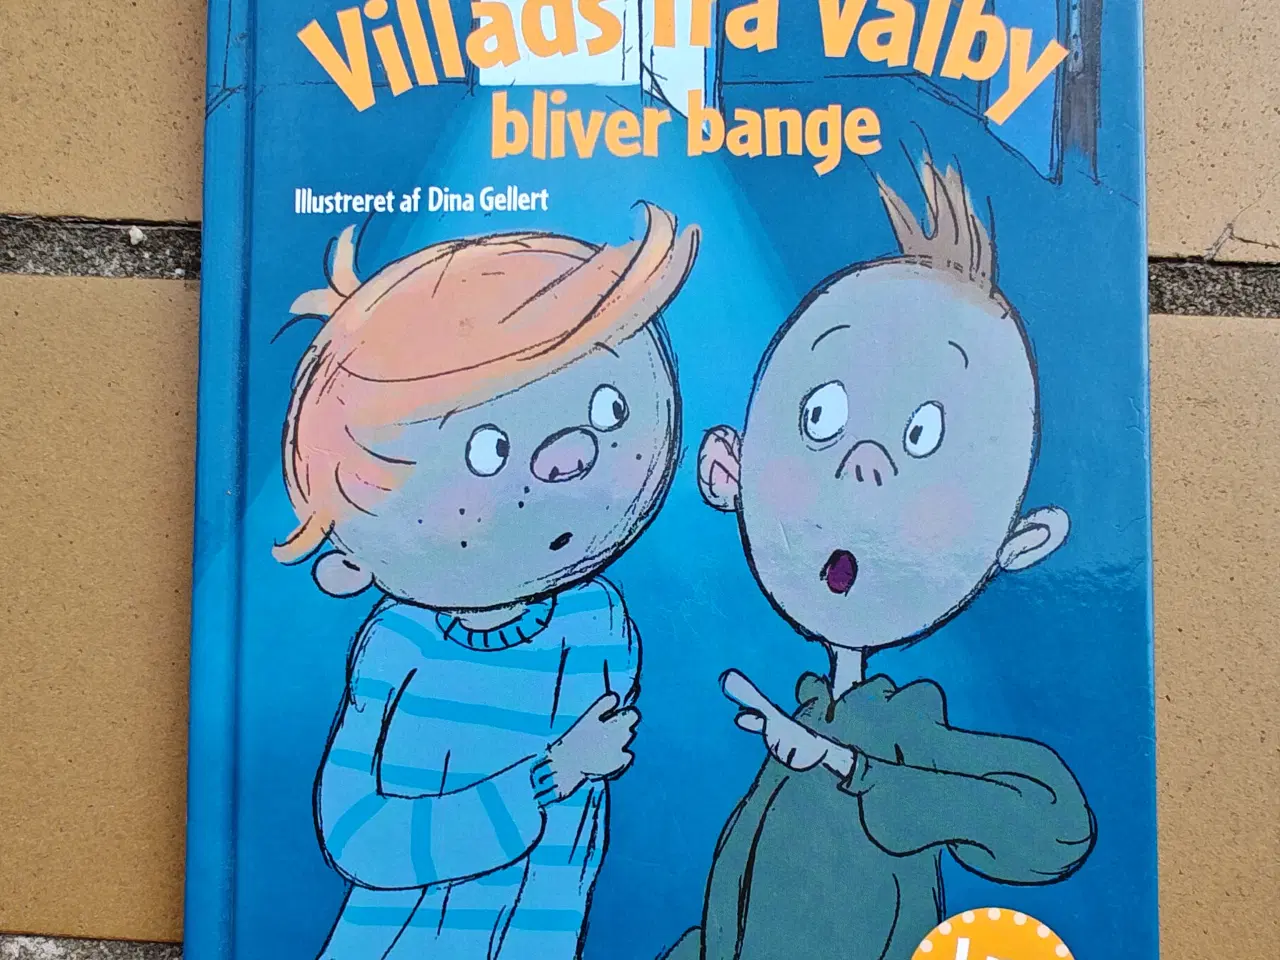 Villads fra Valby
bliver bange
Illustreret af Dina Gellert